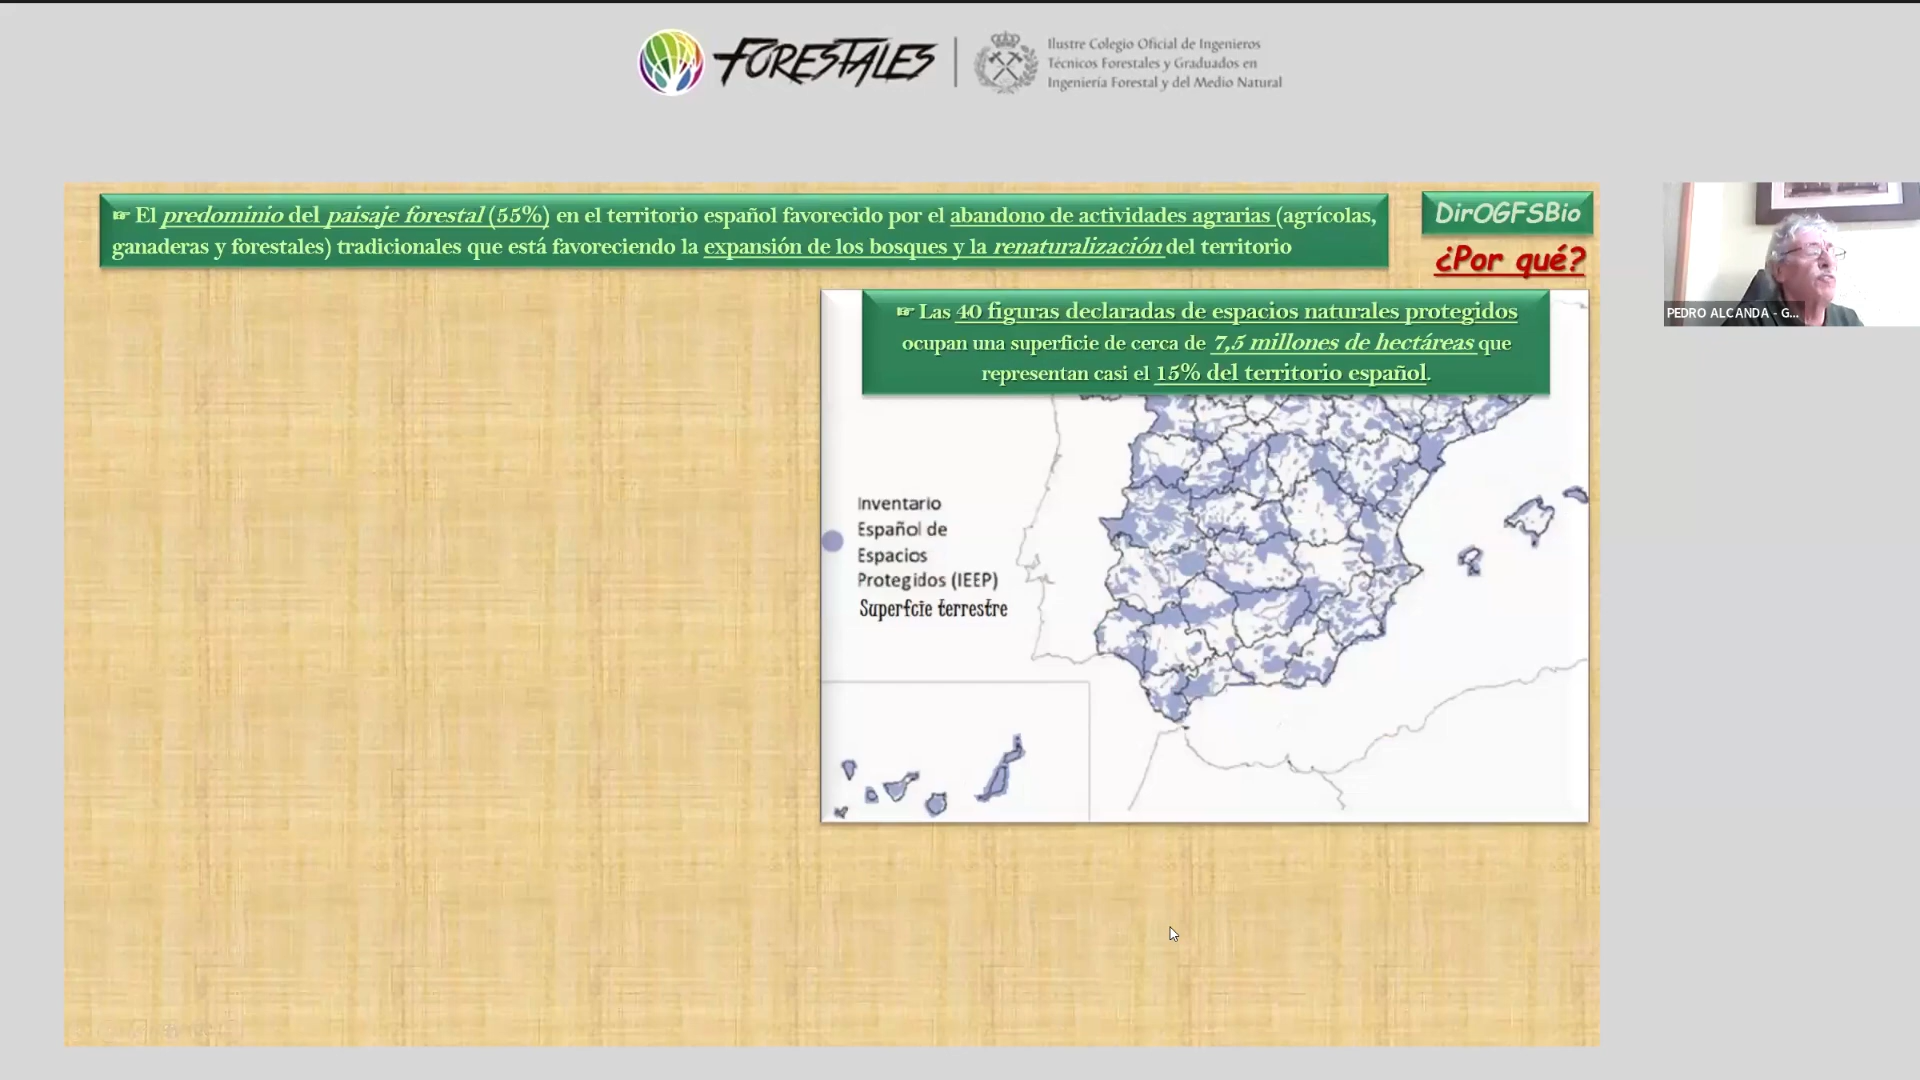 FORESTALES
Ilustre Colegio Oficial de Ingenieros
Técnicos Forestales y Graduados en
Ingeniería Forestal y del Medio Natural
☞ El predominio del paisaje forestal (55%) en el territorio español favorecido por el abandono de actividades agrarias (agrícolas,
ganaderas y forestales) tradicionales que está favoreciendo la expansión de los bosques y la renaturalización del territorio
DirOGFSBio
¿Por qué?
☞ Las 40 figuras declaradas de espacios naturales protegidos
ocupan una superficie de cerca de 7,5 millones de hectáreas que
representan casi el 15% del territorio español.
Inventario
Español de
Espacios
Protegidos (IEEP)
Superfcie terrestre
PEDRO ALCANDA - G...